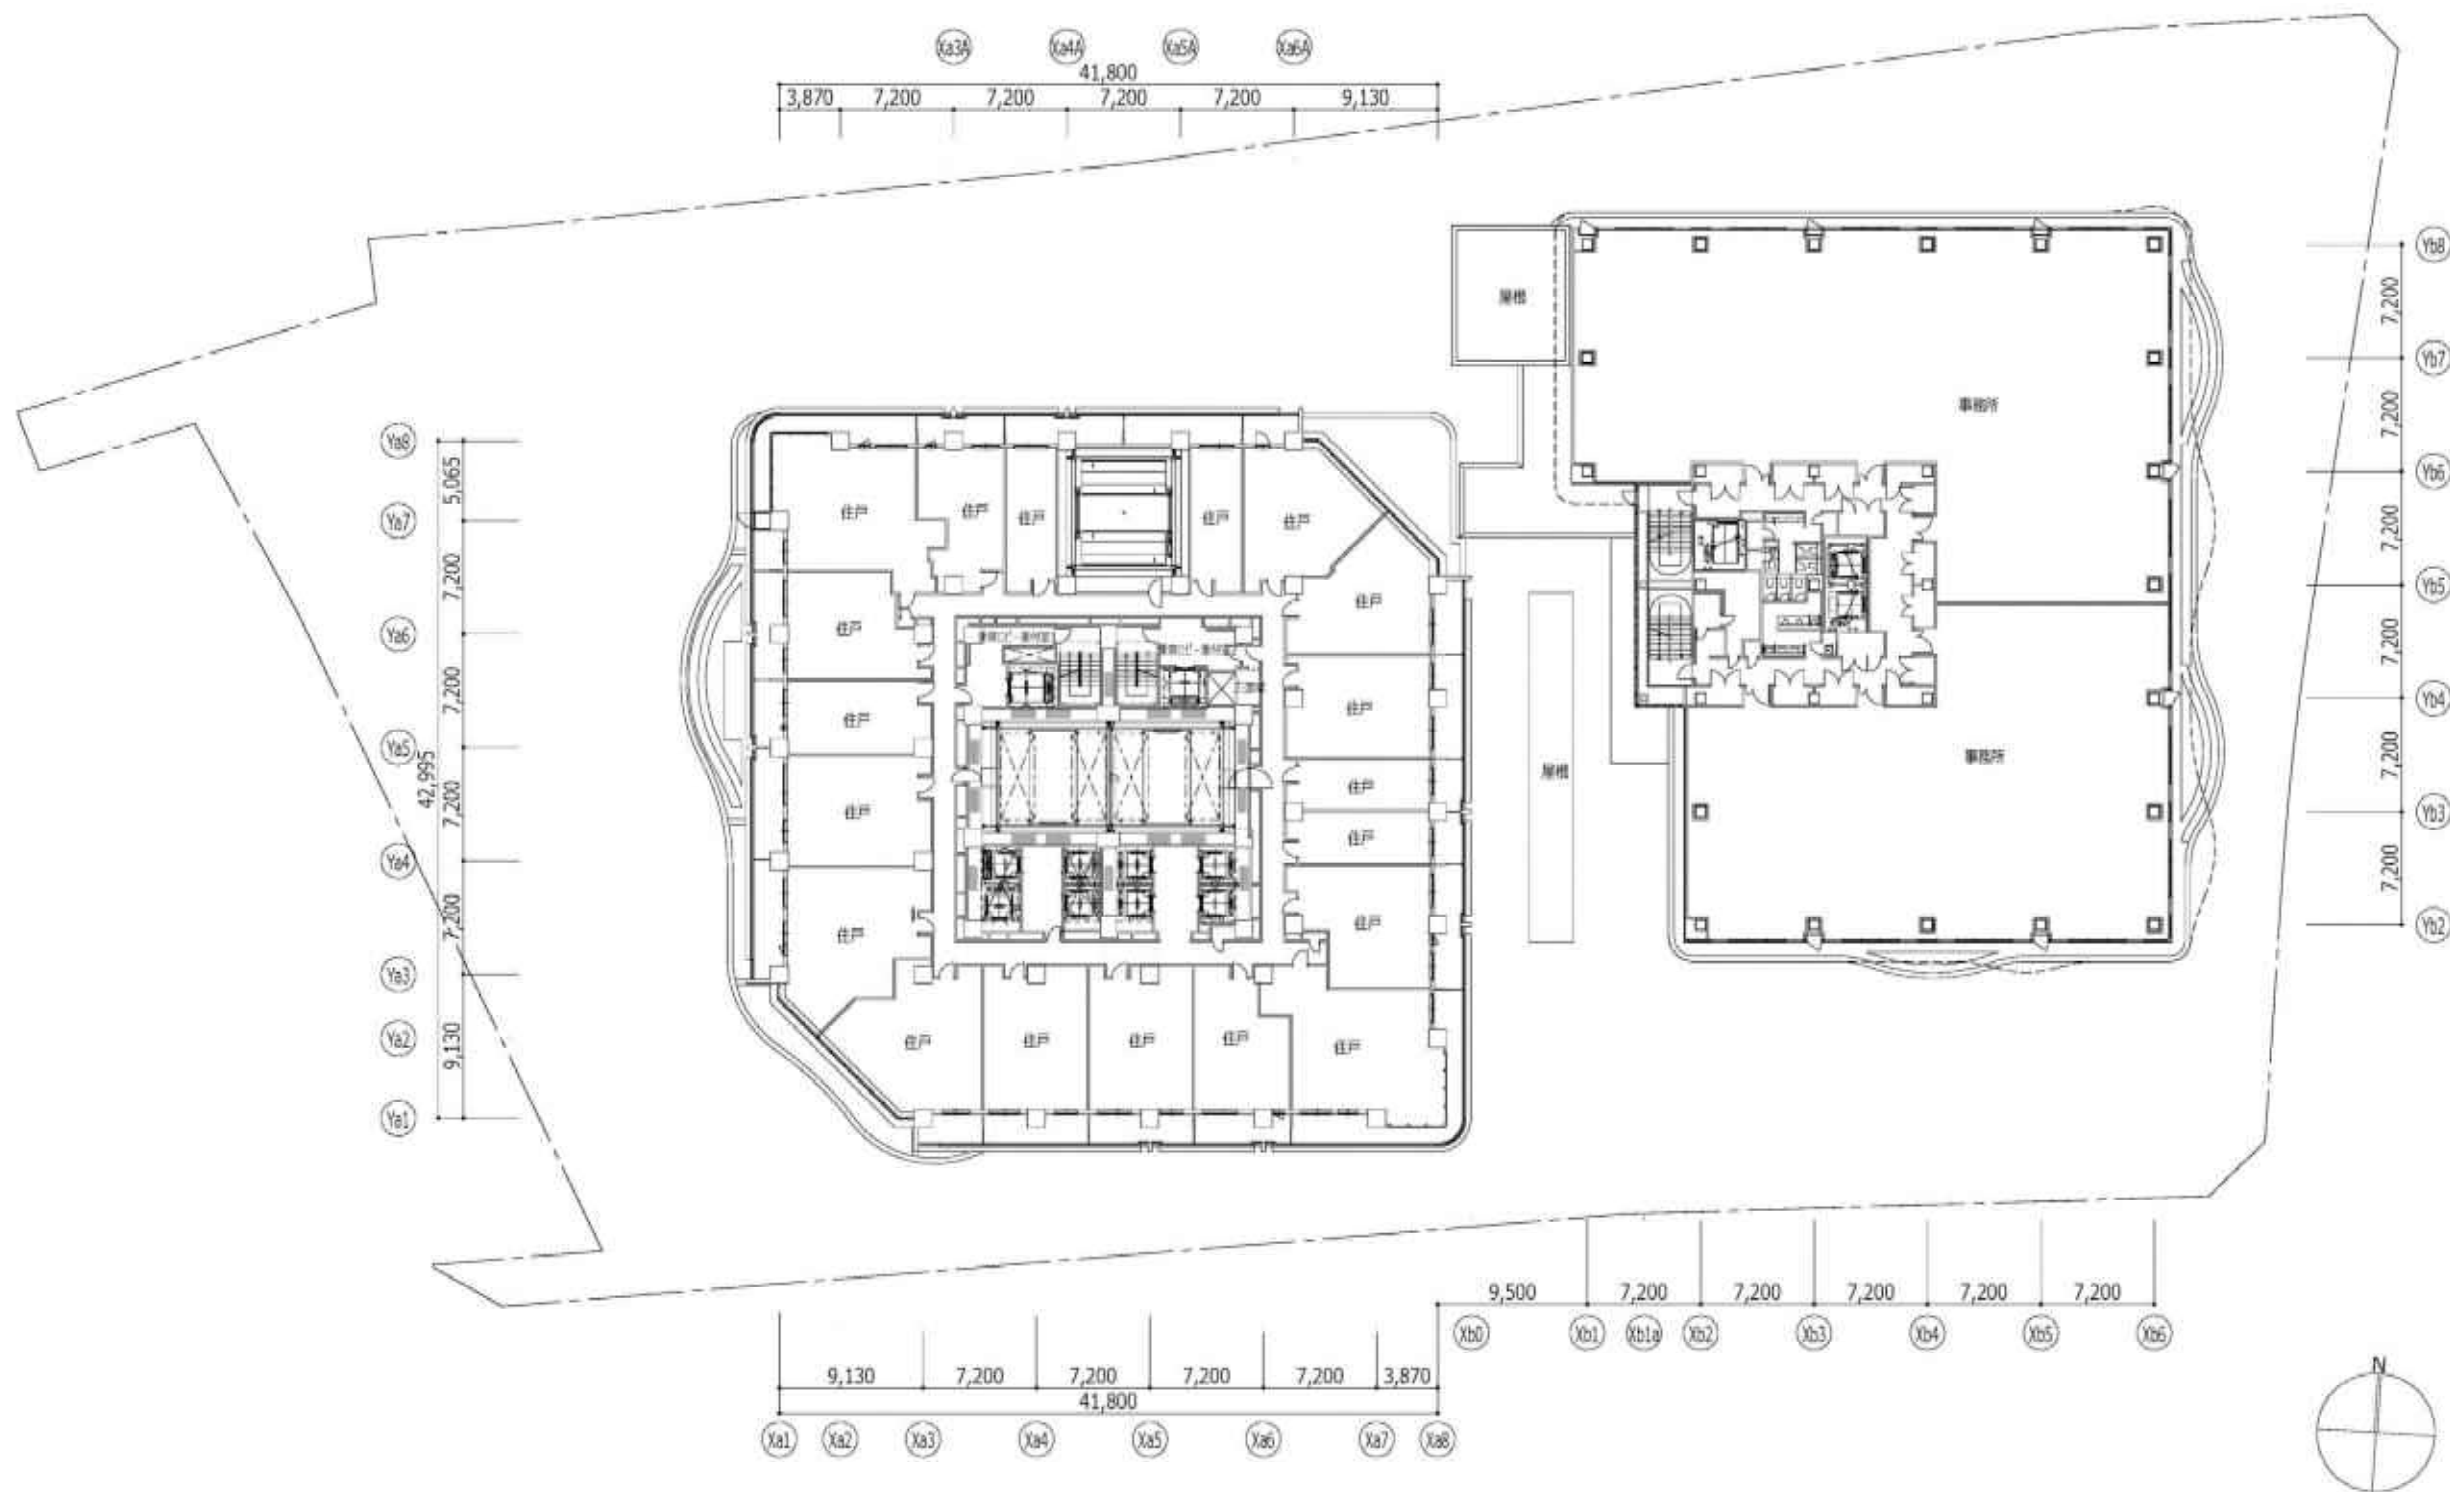 Xa3A Xa4A Xa5A Xa6A
41,800
3,870 7,200 7,200 7,200 7,200 9,130
Yb8
7,200
屋根
Yb7
7,200
事務所
Ya8
Yb6
5,065
7,200
住戸 住戸 住戸 住戸 住戸
Ya7
Yb5
7,200
住戸 住戸
Ya6
7,200
Yb4
7,200
住戸 住戸
Ya5
42,995
7,200
屋根
事務所
住戸
7,200
住戸
Yb3
住戸
Ya4
7,200
7,200
住戸 住戸
Yb2
Ya3
9,130
Ya2
住戸 住戸 住戸 住戸 住戸
Ya1
9,500 7,200 7,200 7,200 7,200 7,200
Xb0 Xb1 Xb1a Xb2 Xb3 Xb4 Xb5 Xb6
9,130 7,200 7,200 7,200 7,200 3,870
41,800
Xa1 Xa2 Xa3 Xa4 Xa5 Xa6 Xa7 Xa8
N